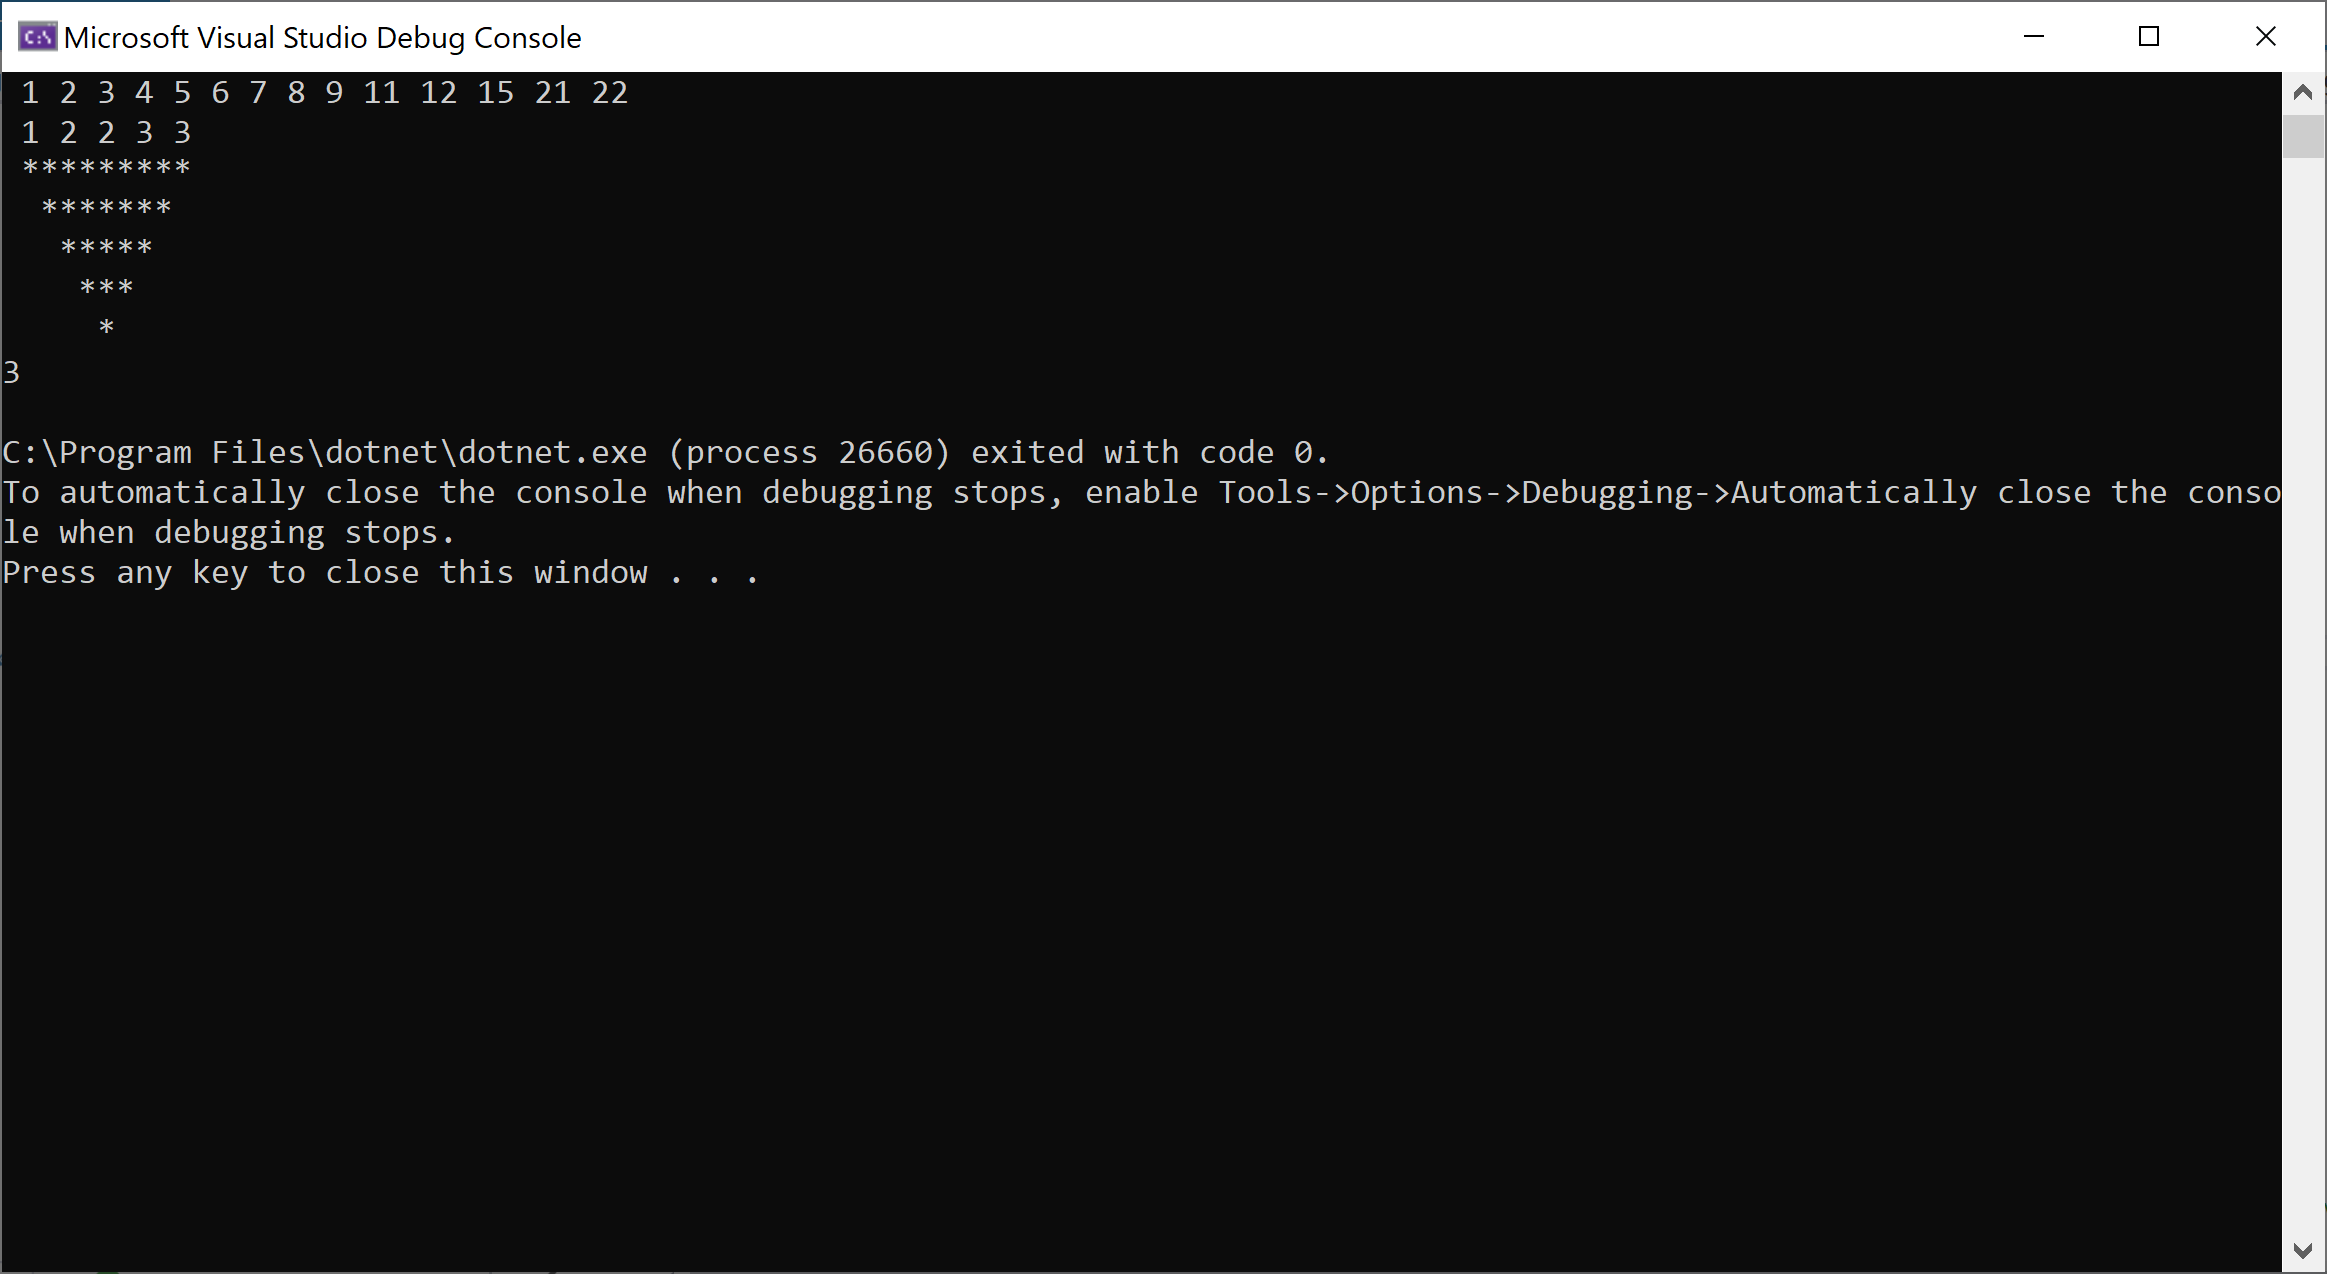 Microsoft Visual Studio Debug Console
 1 2 3 4 5 6 7 8 9 11 12 15 21 22
 1 2 2 3 3
 *********
  *******
   *****
    ***
     *
3
C:\Program Files\dotnet\dotnet.exe (process 26660) exited with code 0.
To automatically close the console when debugging stops, enable Tools->Options->Debugging->Automatically close the conso
le when debugging stops.
Press any key to close this window . . .